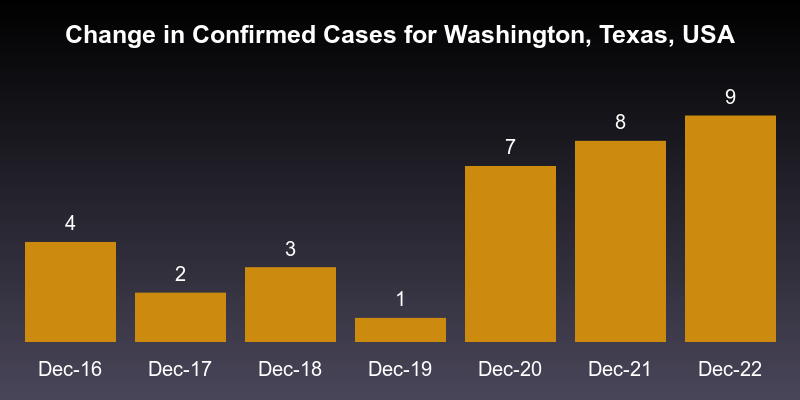 Change in Confirmed Cases for Washington, Texas, USA
4
2
3
1
7
8
9
Dec-16
Dec-17
Dec-18
Dec-19
Dec-20
Dec-21
Dec-22